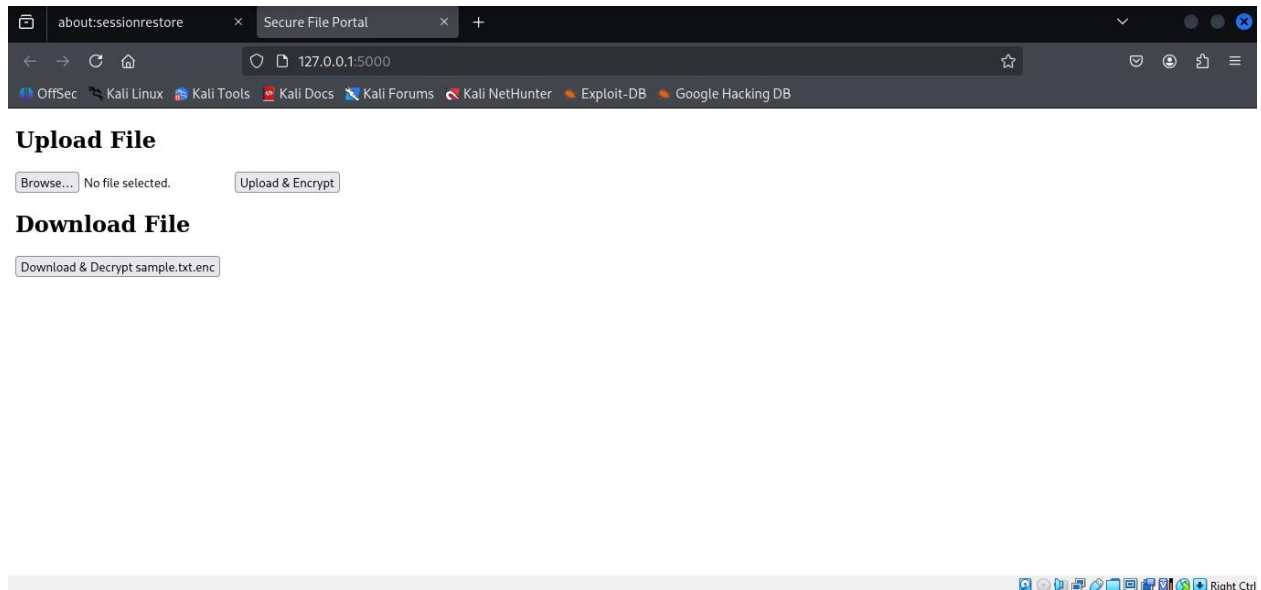 about:sessionrestore
Secure File Portal
127.0.0.1:5000
OffSec Kali Linux Kali Tools Kali Docs Kali Forums Kali NetHunter Exploit-DB Google Hacking DB
Upload File
Browse... No file selected. Upload & Encrypt
Download File
Download & Decrypt sample.txt.enc
Right Ctrl